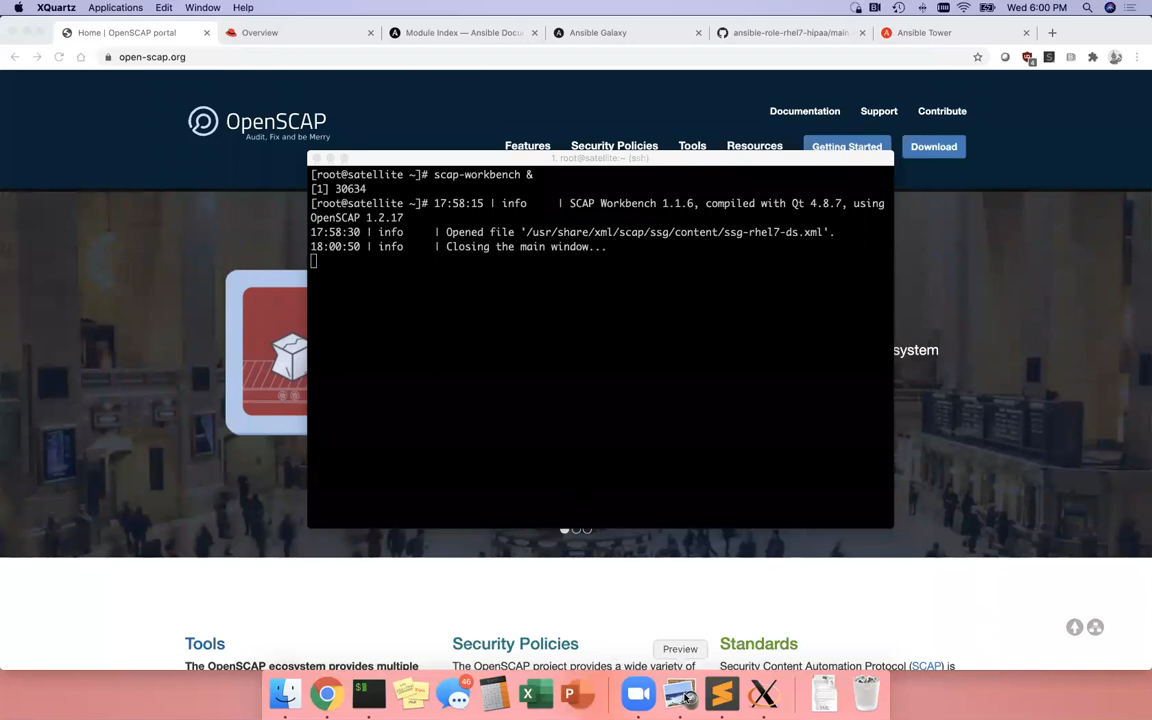 XQuartz Applications Edit Window Help Wed 6:00 PM
Home | OpenSCAP portal Overview Module Index — Ansible Docu Ansible Galaxy ansible-role-rhel7-hipaa/main Ansible Tower
open-scap.org
OpenSCAP
Audit, Fix and be Merry
Documentation Support Contribute
Features Security Policies Tools Resources Getting Started Download
1. root@satellite:~ (ssh)
[root@satellite ~]# scap-workbench &
[1] 30634
[root@satellite ~]# 17:58:15 | info | SCAP Workbench 1.1.6, compiled with Qt 4.8.7, using
OpenSCAP 1.2.17
17:58:30 | info | Opened file '/usr/share/xml/scap/ssg/content/ssg-rhel7-ds.xml'.
18:00:50 | info | Closing the main window...
system
Tools Security Policies Standards
The OpenSCAP ecosystem provides multiple The OpenSCAP project provides a wide variety of Security Content Automation Protocol (SCAP) is
Preview
46